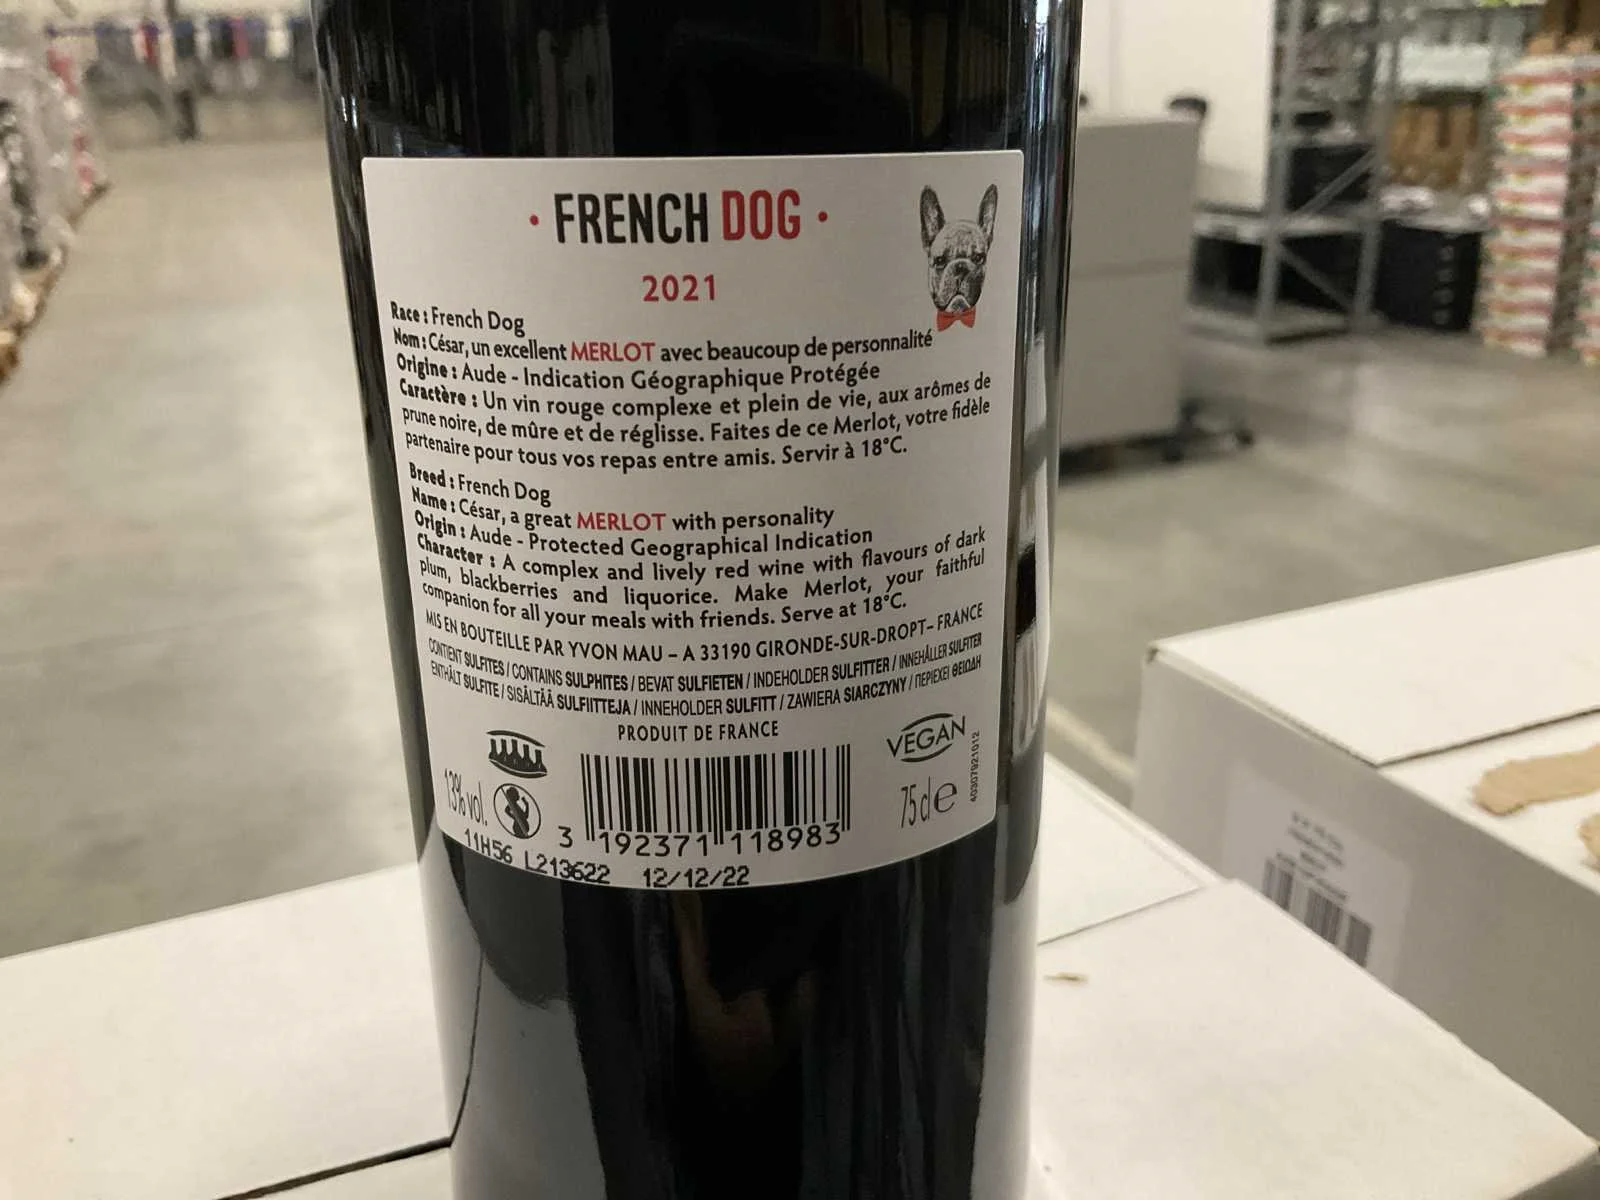 • FRENCH DOG •
2021
Race : French Dog
Nom : César, un excellent MERLOT avec beaucoup de personnalité
Origine : Aude - Indication Géographique Protégée
Caractère : Un vin rouge complexe et plein de vie, aux arômes de
prune noire, de mûre et de réglisse. Faites de ce Merlot, votre fidèle
partenaire pour tous vos repas entre amis. Servir à 18°C.
Breed : French Dog
Name : César, a great MERLOT with personality
Origin : Aude - Protected Geographical Indication
Character : A complex and lively red wine with flavours of dark
plum, blackberries and liquorice. Make Merlot, your faithful
companion for all your meals with friends. Serve at 18°C.
MIS EN BOUTEILLE PAR YVON MAU – A 33190 GIRONDE-SUR-DROPT– FRANCE
CONTIENT SULFITES / CONTAINS SULPHITES / BEVAT SULFIETEN / INDEHOLDER SULFITTER / INNEHÅLLER SULFITER
ENTHÄLT SULFITE / SISÄLTÄÄ SULFIITTEJA / INNEHOLDER SULFITT / ZAWIERA SIARCZYNY / ΠΕΡΙΕΧΕΙ ΘΕΙΩΔΗ
PRODUIT DE FRANCE
VEGAN
13% vol.
75 cl e
40307921012
3 192371 118983
11H56 L213622 12/12/22